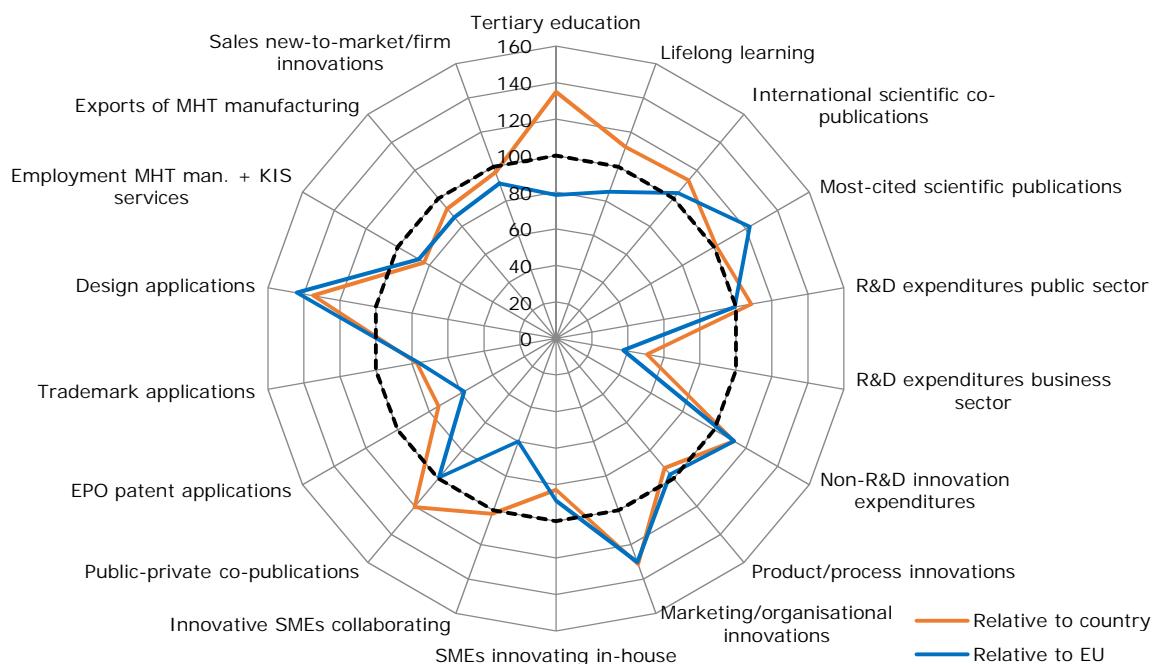 Tertiary education
Lifelong learning
International scientific co-
publications
Most-cited scientific publications
R&D expenditures public sector
R&D expenditures business
sector
Non-R&D innovation
expenditures
Product/process innovations
Marketing/organisational
innovations
SMEs innovating in-house
Innovative SMEs collaborating
Public-private co-publications
EPO patent applications
Trademark applications
Design applications
Employment MHT man. + KIS
services
Exports of MHT manufacturing
Sales new-to-market/firm
innovations
160
140
120
100
80
60
40
20
0
Relative to country
Relative to EU